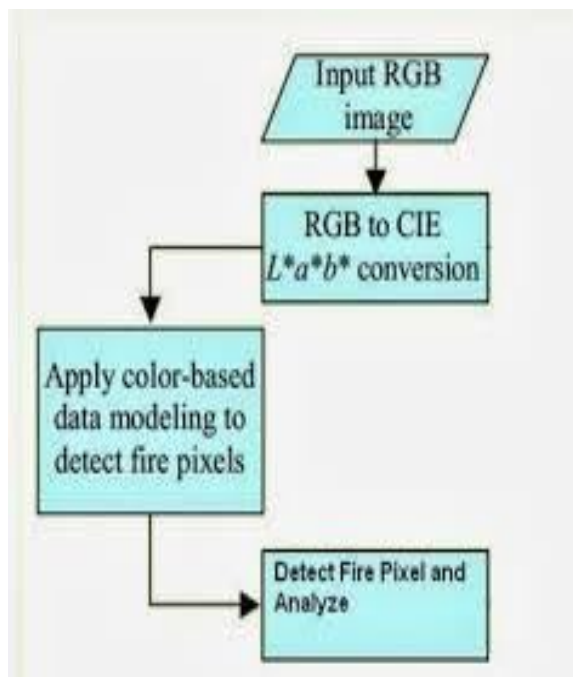 Input RGB
image
RGB to CIE
L*a*b* conversion
Apply color-based
data modeling to
detect fire pixels
Detect Fire Pixel and
Analyze